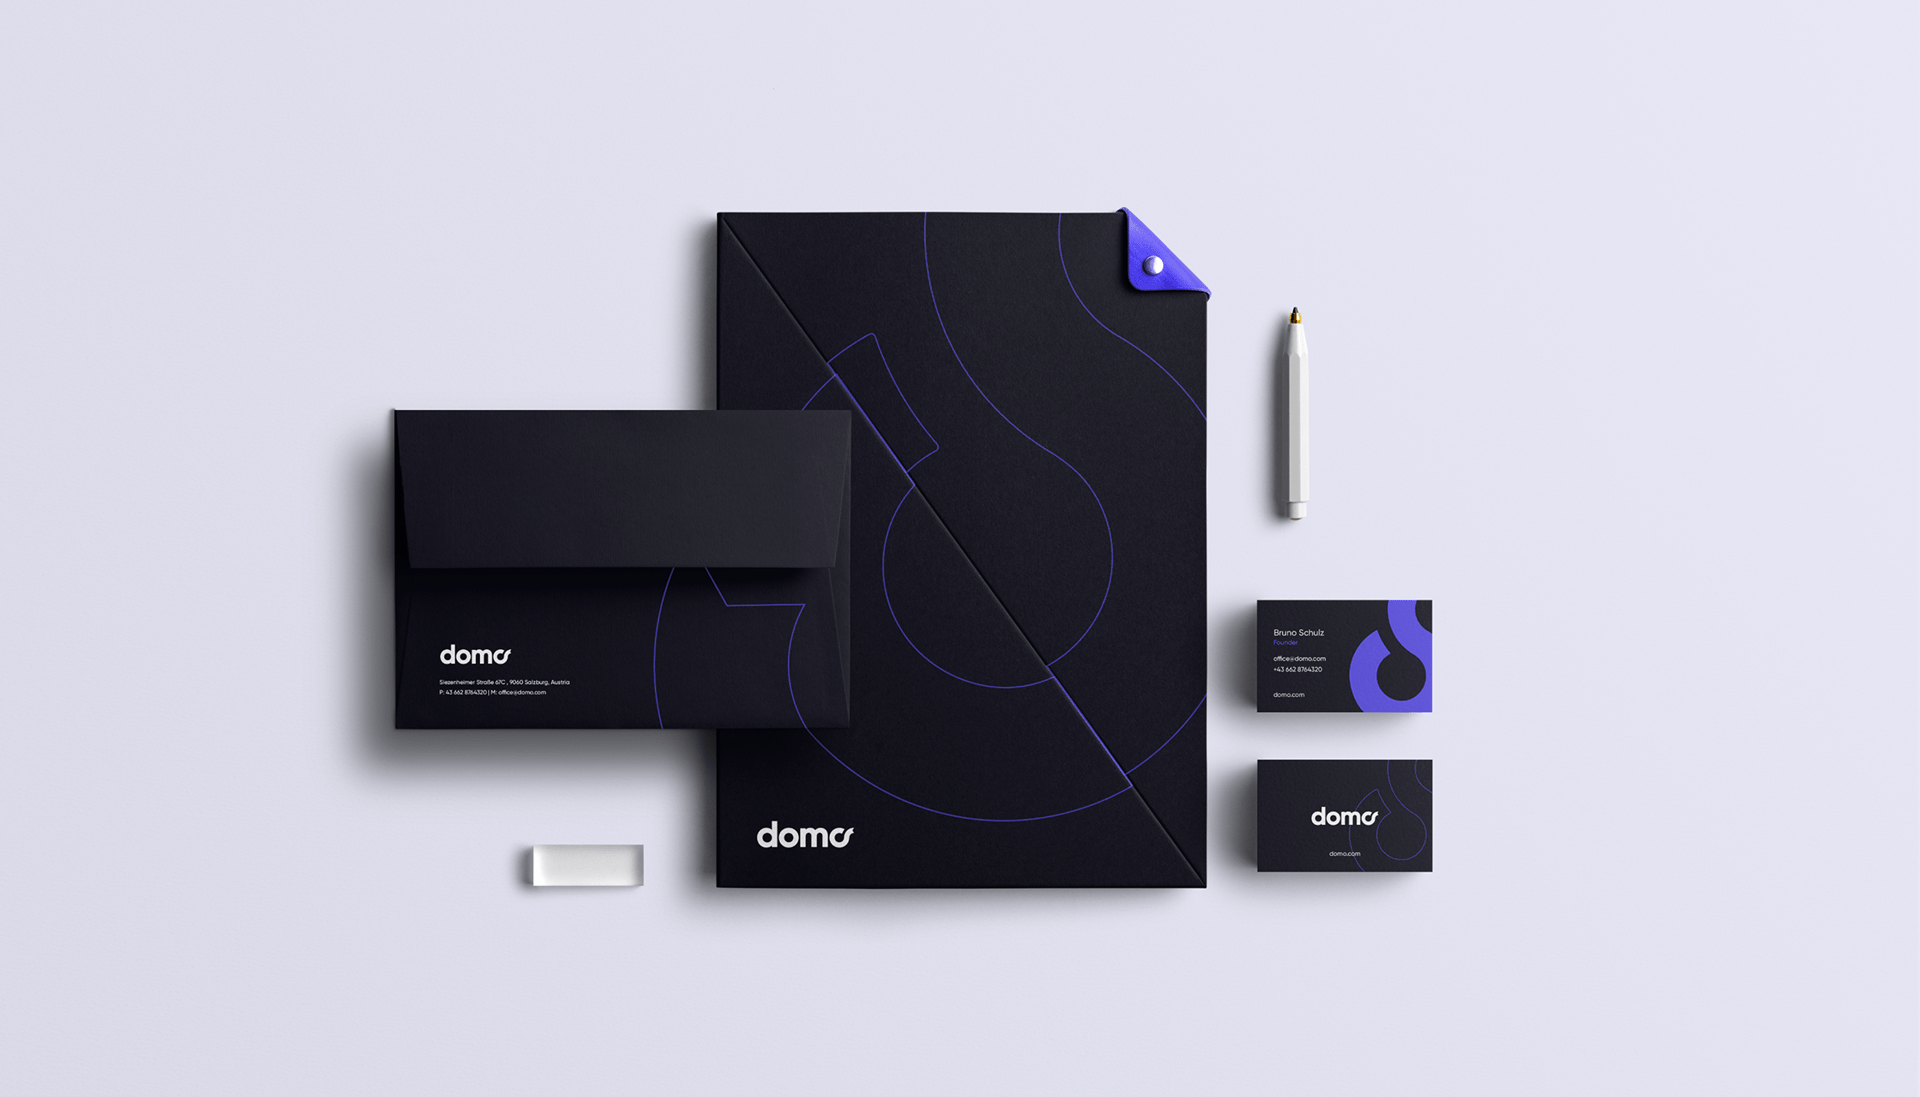 domo
Siezenheimer Straße 67C , 9060 Salzburg, Austria
P: 43 662 8764320 | M: office@domo.com
domo
Bruno Schulz
Founder
office@domo.com
+43 662 8764320
domo.com
domo
domo.com